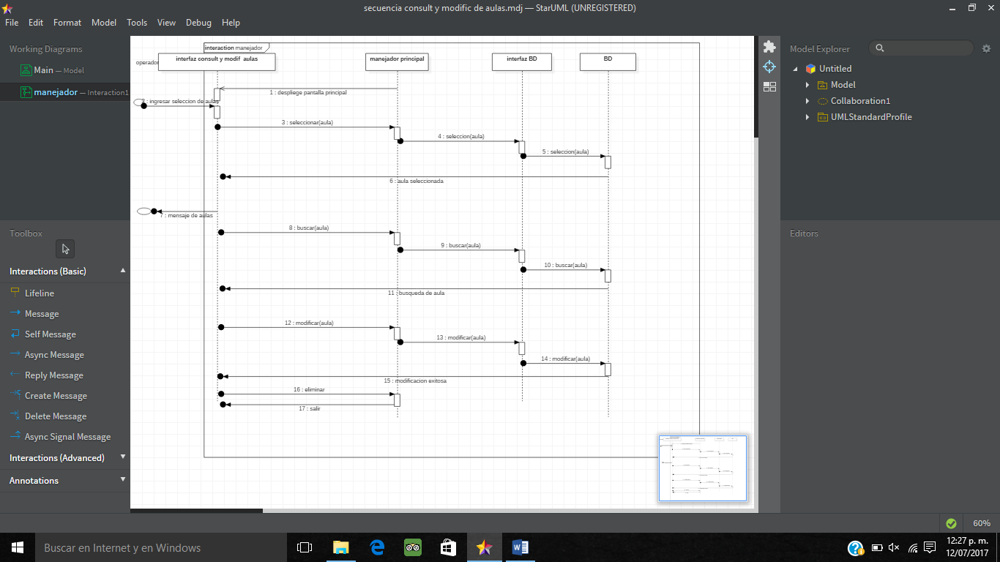 secuencia consult y modific de aulas.mdj — StarUML (UNREGISTERED)
File Edit Format Model Tools View Debug Help
Working Diagrams
Main — Model
manejador — Interaction1
Toolbox
Interactions (Basic)
Lifeline
Message
Self Message
Async Message
Reply Message
Create Message
Delete Message
Async Signal Message
Interactions (Advanced)
Annotations
interaction manejador
operador
interfaz consult y modif aulas
manejador principal
interfaz BD
BD
1 : despliege pantalla principal
2 : ingresar seleccion de aulas
3 : seleccionar(aula)
4 : seleccion(aula)
5 : seleccion(aula)
6 : aula seleccionada
7 : mensaje de aulas
8 : buscar(aula)
9 : buscar(aula)
10 : buscar(aula)
11 : busqueda de aula
12 : modificar(aula)
13 : modificar(aula)
14 : modificar(aula)
15 : modificacion exitosa
16 : eliminar
17 : salir
Model Explorer
Untitled
Model
Collaboration1
UMLStandardProfile
Editors
60%
Buscar en Internet y en Windows
12:27 p. m.
12/07/2017